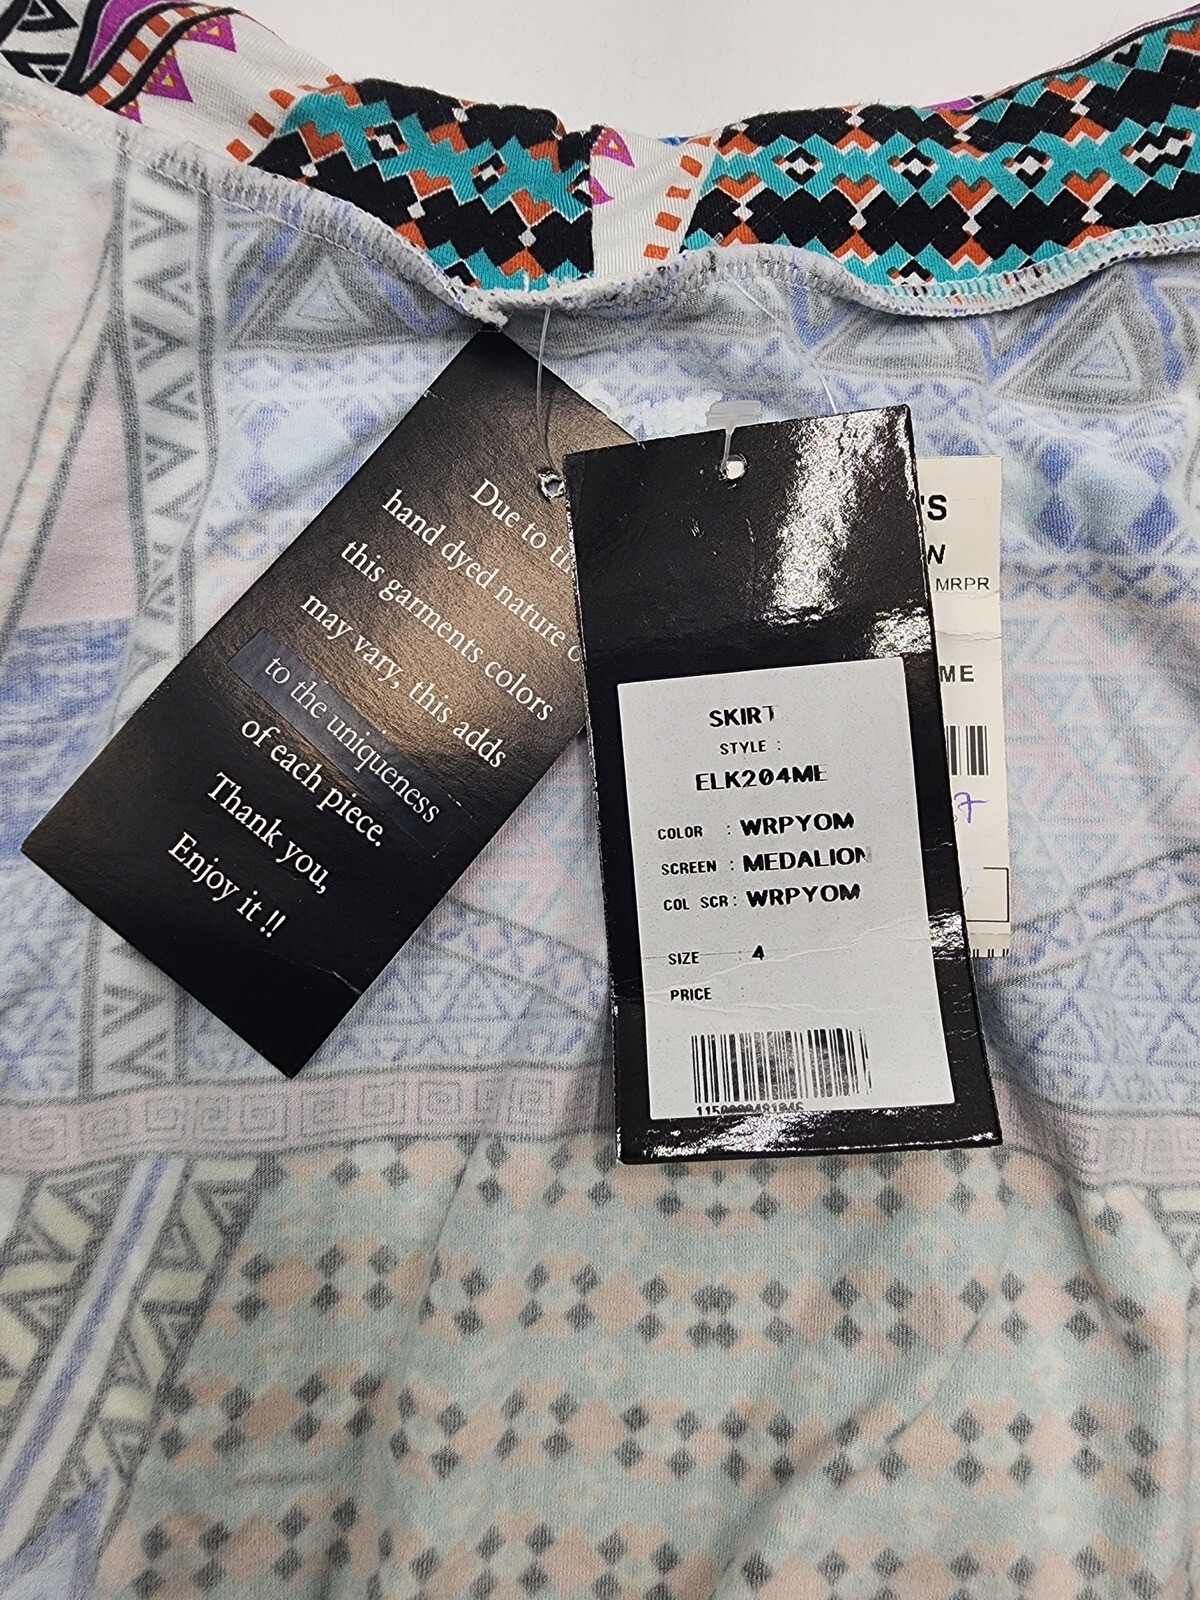 Due to
hand dyed nature
this garments colors
may vary, this adds
to the uniqueness
of each piece.
Thank you,
Enjoy it !!
SKIRT
STYLE :
ELK204ME
COLOR : WRPYOM
SCREEN : MEDALION
COL SCR: WRPYOM
SIZE 4
PRICE
'S
MRPR
ME